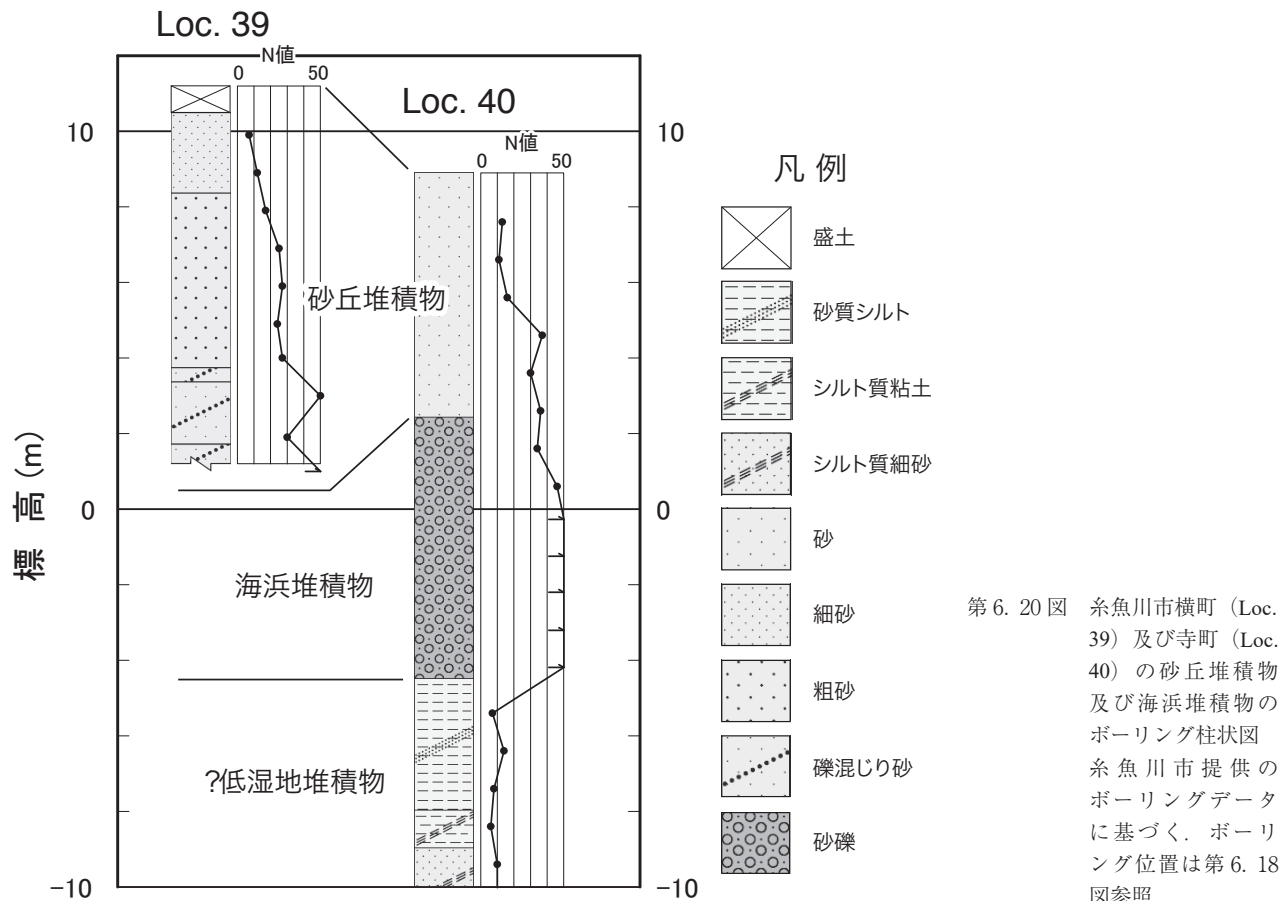 Loc. 39
N値
0 50
Loc. 40
N値
0 50
10
10
砂丘堆積物
標 高 (m)
0
0
海浜堆積物
?低湿地堆積物
-10
-10
凡 例
盛土
砂質シルト
シルト質粘土
シルト質細砂
砂
細砂
粗砂
礫混じり砂
砂礫
第6. 20図 糸魚川市横町（Loc.
39）及び寺町（Loc.
40）の砂丘堆積物
及び海浜堆積物の
ボーリング柱状図
糸魚川市提供の
ボーリングデータ
に基づく．ボーリ
ング位置は第6. 18
図参照